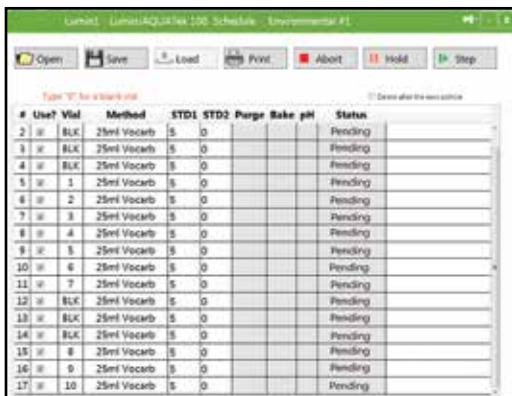 Lumin1 Lumin/AQUATek 100 Schedule Environmental #1
Open Save Load Print Abort Hold Step
Type "0" for a blank vial
# Use? Vial Method STD1 STD2 Purge Bake pH Status
2 BLK 25ml Vocarb 5 0 Pending
3 BLK 25ml Vocarb 5 0 Pending
4 BLK 25ml Vocarb 5 0 Pending
5 1 25ml Vocarb 5 0 Pending
6 2 25ml Vocarb 5 0 Pending
7 3 25ml Vocarb 5 0 Pending
8 4 25ml Vocarb 5 0 Pending
9 5 25ml Vocarb 5 0 Pending
10 6 25ml Vocarb 5 0 Pending
11 7 25ml Vocarb 5 0 Pending
12 BLK 25ml Vocarb 5 0 Pending
13 BLK 25ml Vocarb 5 0 Pending
14 BLK 25ml Vocarb 5 0 Pending
15 8 25ml Vocarb 5 0 Pending
16 9 25ml Vocarb 5 0 Pending
17 10 25ml Vocarb 5 0 Pending